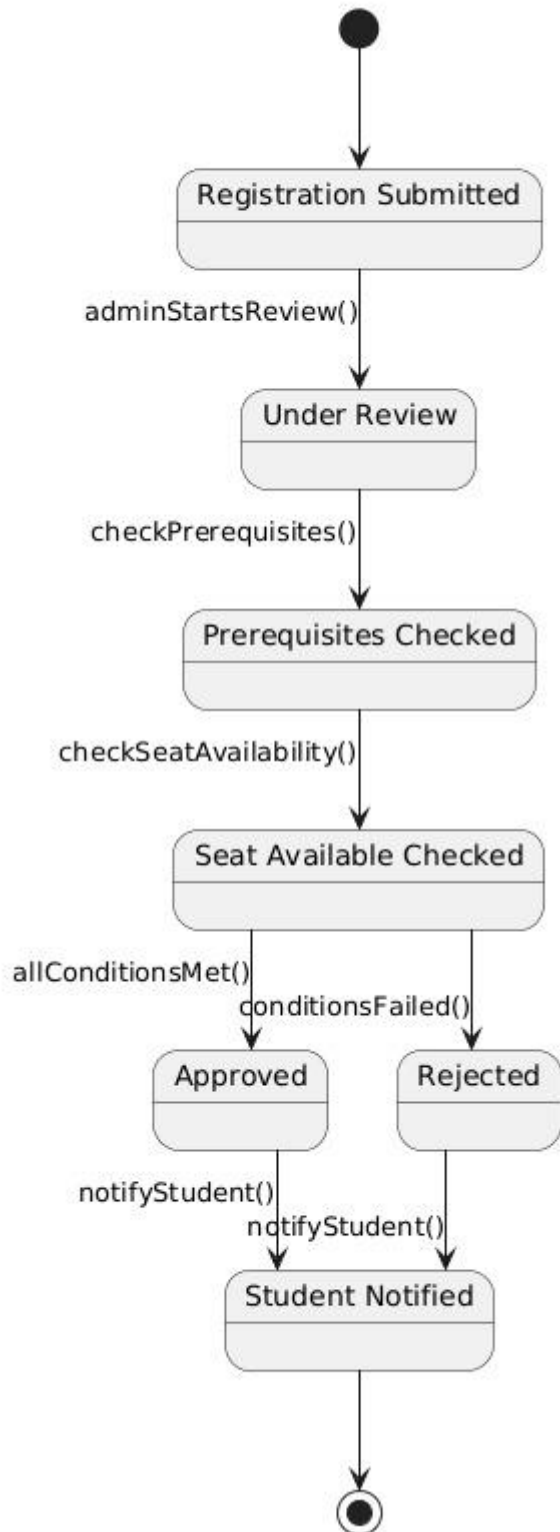 Registration Submitted
adminStartsReview()
Under Review
checkPrerequisites()
Prerequisites Checked
checkSeatAvailability()
Seat Available Checked
allConditionsMet()
conditionsFailed()
Approved
Rejected
notifyStudent()
notifyStudent()
Student Notified